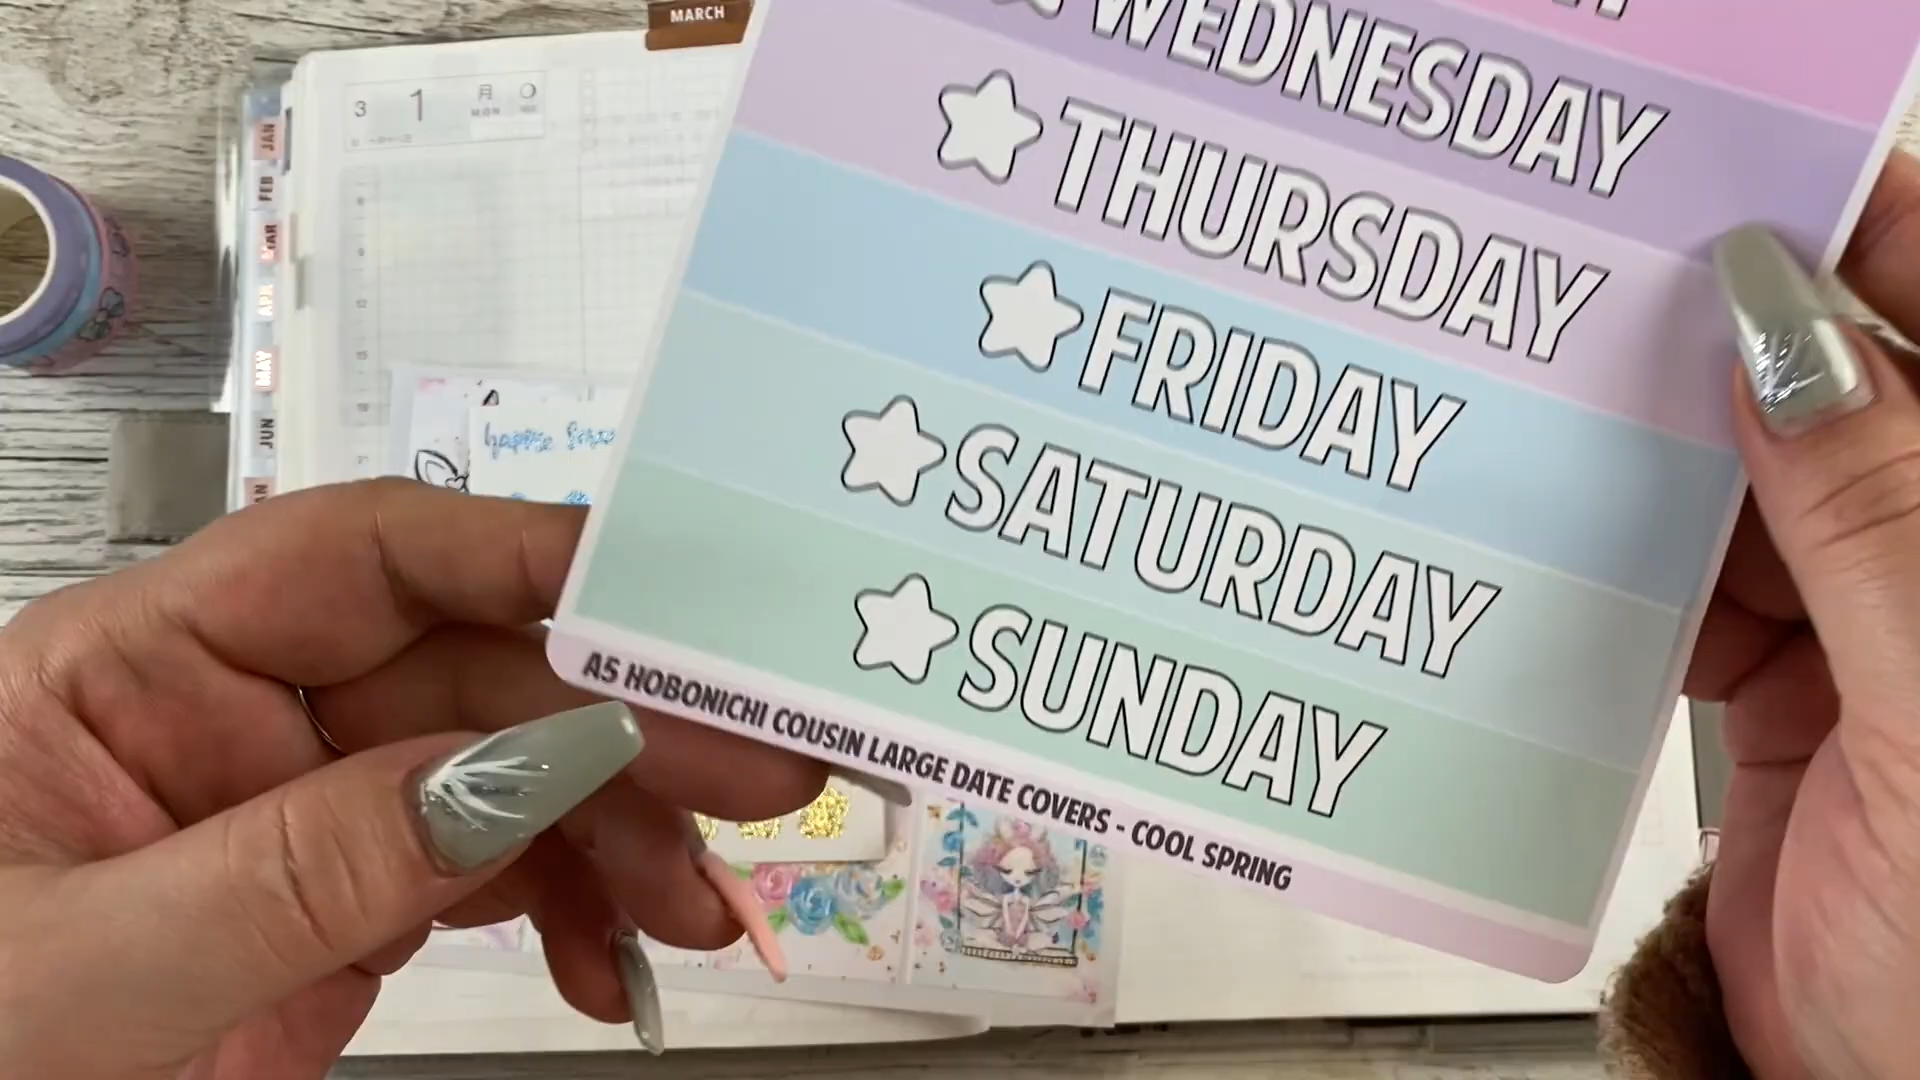 MARCH
3 1 月
MON
JAN
FEB
MAR
APR
MAY
JUN
WEDNESDAY
THURSDAY
FRIDAY
SATURDAY
SUNDAY
A5 HOBONICHI COUSIN LARGE DATE COVERS - COOL SPRING